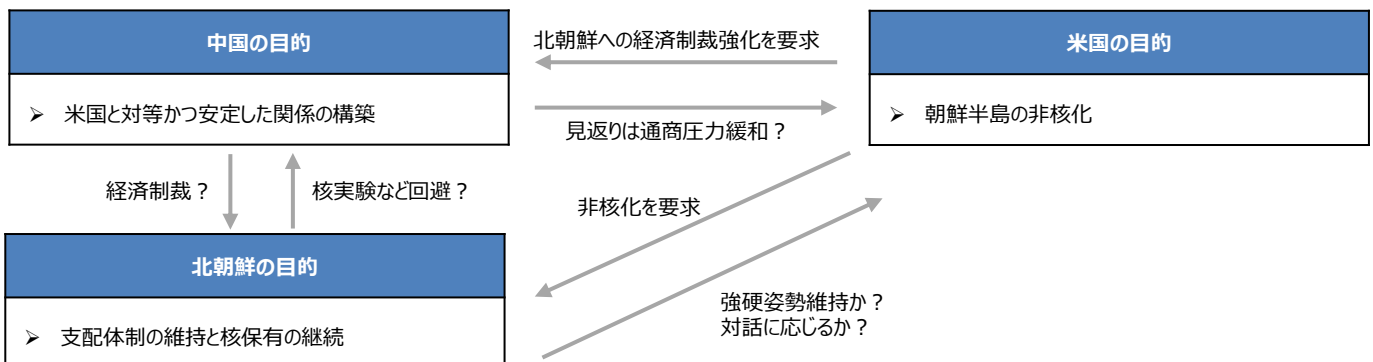 中国の目的
北朝鮮への経済制裁強化を要求
米国の目的
➢ 米国と対等かつ安定した関係の構築
見返りは通商圧力緩和？
➢ 朝鮮半島の非核化
経済制裁？
核実験など回避？
非核化を要求
北朝鮮の目的
➢ 支配体制の維持と核保有の継続
強硬姿勢維持か？
対話に応じるか？